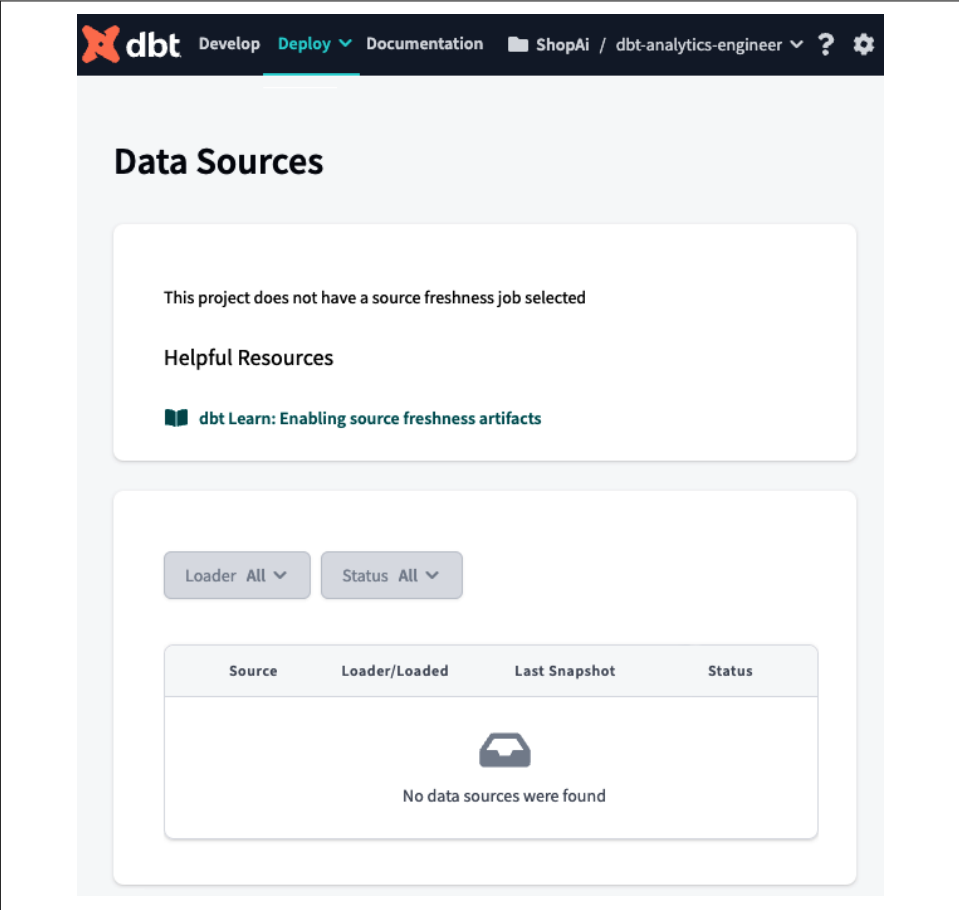 dbt Develop Deploy Documentation ShopAi / dbt-analytics-engineer ?
Data Sources
This project does not have a source freshness job selected
Helpful Resources
dbt Learn: Enabling source freshness artifacts
Loader All Status All
Source Loader/Loaded Last Snapshot Status
No data sources were found